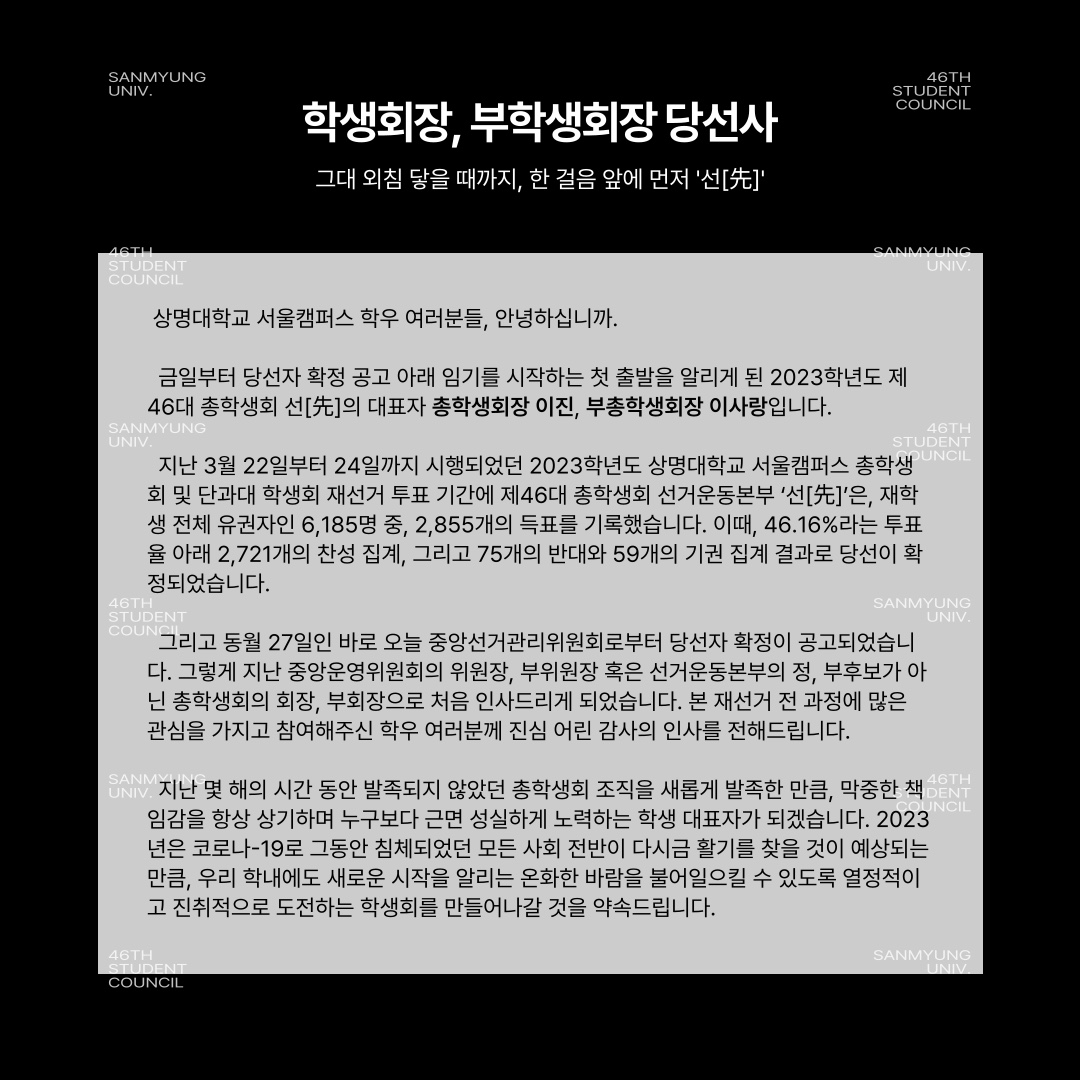 SANMYUNG
UNIV.
46TH
STUDENT
COUNCIL
학생회장, 부학생회장 당선사
그대 외침 닿을 때까지, 한 걸음 앞에 먼저 '선[先]'
46TH
STUDENT
COUNCIL
SANMYUNG
UNIV.
상명대학교 서울캠퍼스 학우 여러분들, 안녕하십니까.
금일부터 당선자 확정 공고 아래 임기를 시작하는 첫 출발을 알리게 된 2023학년도 제
46대 총학생회 선[先]의 대표자 총학생회장 이진, 부총학생회장 이사랑입니다.
SANMYUNG
UNIV.
46TH
STUDENT
COUNCIL
지난 3월 22일부터 24일까지 시행되었던 2023학년도 상명대학교 서울캠퍼스 총학생
회 및 단과대 학생회 재선거 투표 기간에 제46대 총학생회 선거운동본부 ‘선[先]’은, 재학
생 전체 유권자인 6,185명 중, 2,855개의 득표를 기록했습니다. 이때, 46.16%라는 투표
율 아래 2,721개의 찬성 집계, 그리고 75개의 반대와 59개의 기권 집계 결과로 당선이 확
정되었습니다.
46TH
STUDENT
COUNCIL
SANMYUNG
UNIV.
그리고 동월 27일인 바로 오늘 중앙선거관리위원회로부터 당선자 확정이 공고되었습니
다. 그렇게 지난 중앙운영위원회의 위원장, 부위원장 혹은 선거운동본부의 정, 부후보가 아
닌 총학생회의 회장, 부회장으로 처음 인사드리게 되었습니다. 본 재선거 전 과정에 많은
관심을 가지고 참여해주신 학우 여러분께 진심 어린 감사의 인사를 전해드립니다.
SANMYUNG
UNIV.
46TH
STUDENT
COUNCIL
지난 몇 해의 시간 동안 발족되지 않았던 총학생회 조직을 새롭게 발족한 만큼, 막중한 책
임감을 항상 상기하며 누구보다 근면 성실하게 노력하는 학생 대표자가 되겠습니다. 2023
년은 코로나-19로 그동안 침체되었던 모든 사회 전반이 다시금 활기를 찾을 것이 예상되는
만큼, 우리 학내에도 새로운 시작을 알리는 온화한 바람을 불어일으킬 수 있도록 열정적이
고 진취적으로 도전하는 학생회를 만들어나갈 것을 약속드립니다.
46TH
STUDENT
COUNCIL
SANMYUNG
UNIV.